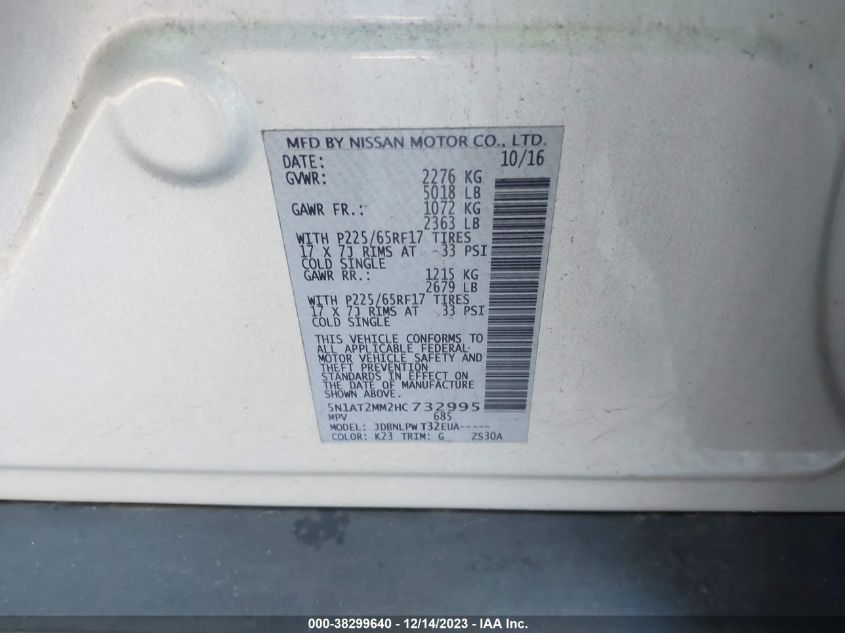 MFD BY NISSAN MOTOR CO., LTD.
DATE: 10/16
GVWR: 2276 KG
5018 LB
GAWR FR.: 1072 KG
2363 LB
WITH P225/65RF17 TIRES
17 X 7J RIMS AT -33 PSI
COLD SINGLE
GAWR RR.: 1215 KG
2679 LB
WITH P225/65RF17 TIRES
17 X 7J RIMS AT 33 PSI
COLD SINGLE
THIS VEHICLE CONFORMS TO
ALL APPLICABLE FEDERAL
MOTOR VEHICLE SAFETY AND
THEFT PREVENTION
STANDARDS IN EFFECT ON
THE DATE OF MANUFACTURE
SHOWN ABOVE.
5N1AT2MM2HC732995
MPV 685
MODEL: JDBNLPW T32EUA-----
COLOR: K23 TRIM: G ZS30A
000-38299640 - 12/14/2023 - IAA Inc.